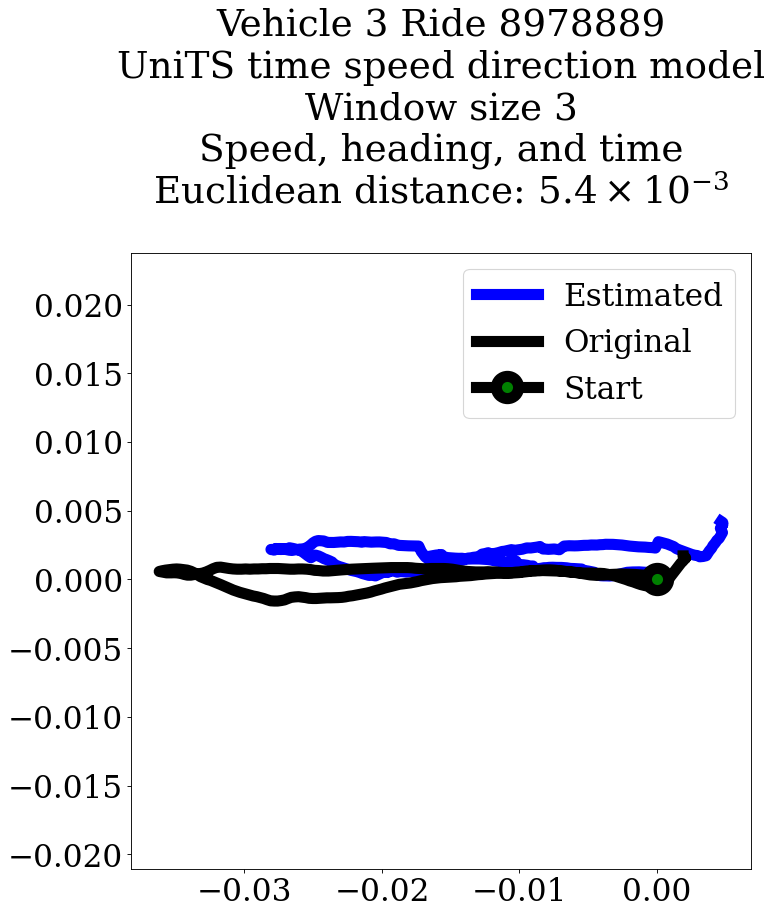 Vehicle 3 Ride 8978889
UniTS time speed direction model
Window size 3
Speed, heading, and time
Euclidean distance: 5.4 × 10⁻³
Estimated
Original
Start
0.020
0.015
0.010
0.005
0.000
−0.005
−0.010
−0.015
−0.020
−0.03 −0.02 −0.01 0.00